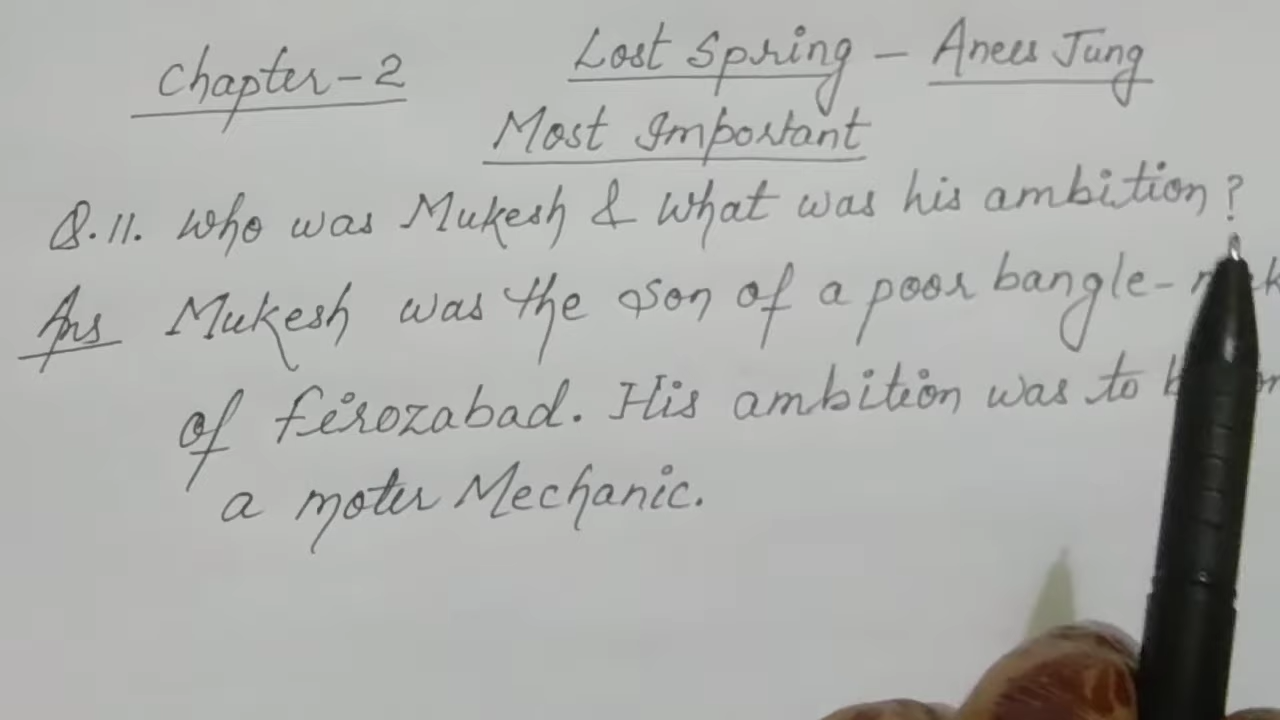 Chapter-2 Lost Spring - Anees Jung
Most Important
Q.11. Who was Mukesh & What was his ambition?
Ans Mukesh was the son of a poor bangle-
of firozabad. His ambition was to
a moter Mechanic.